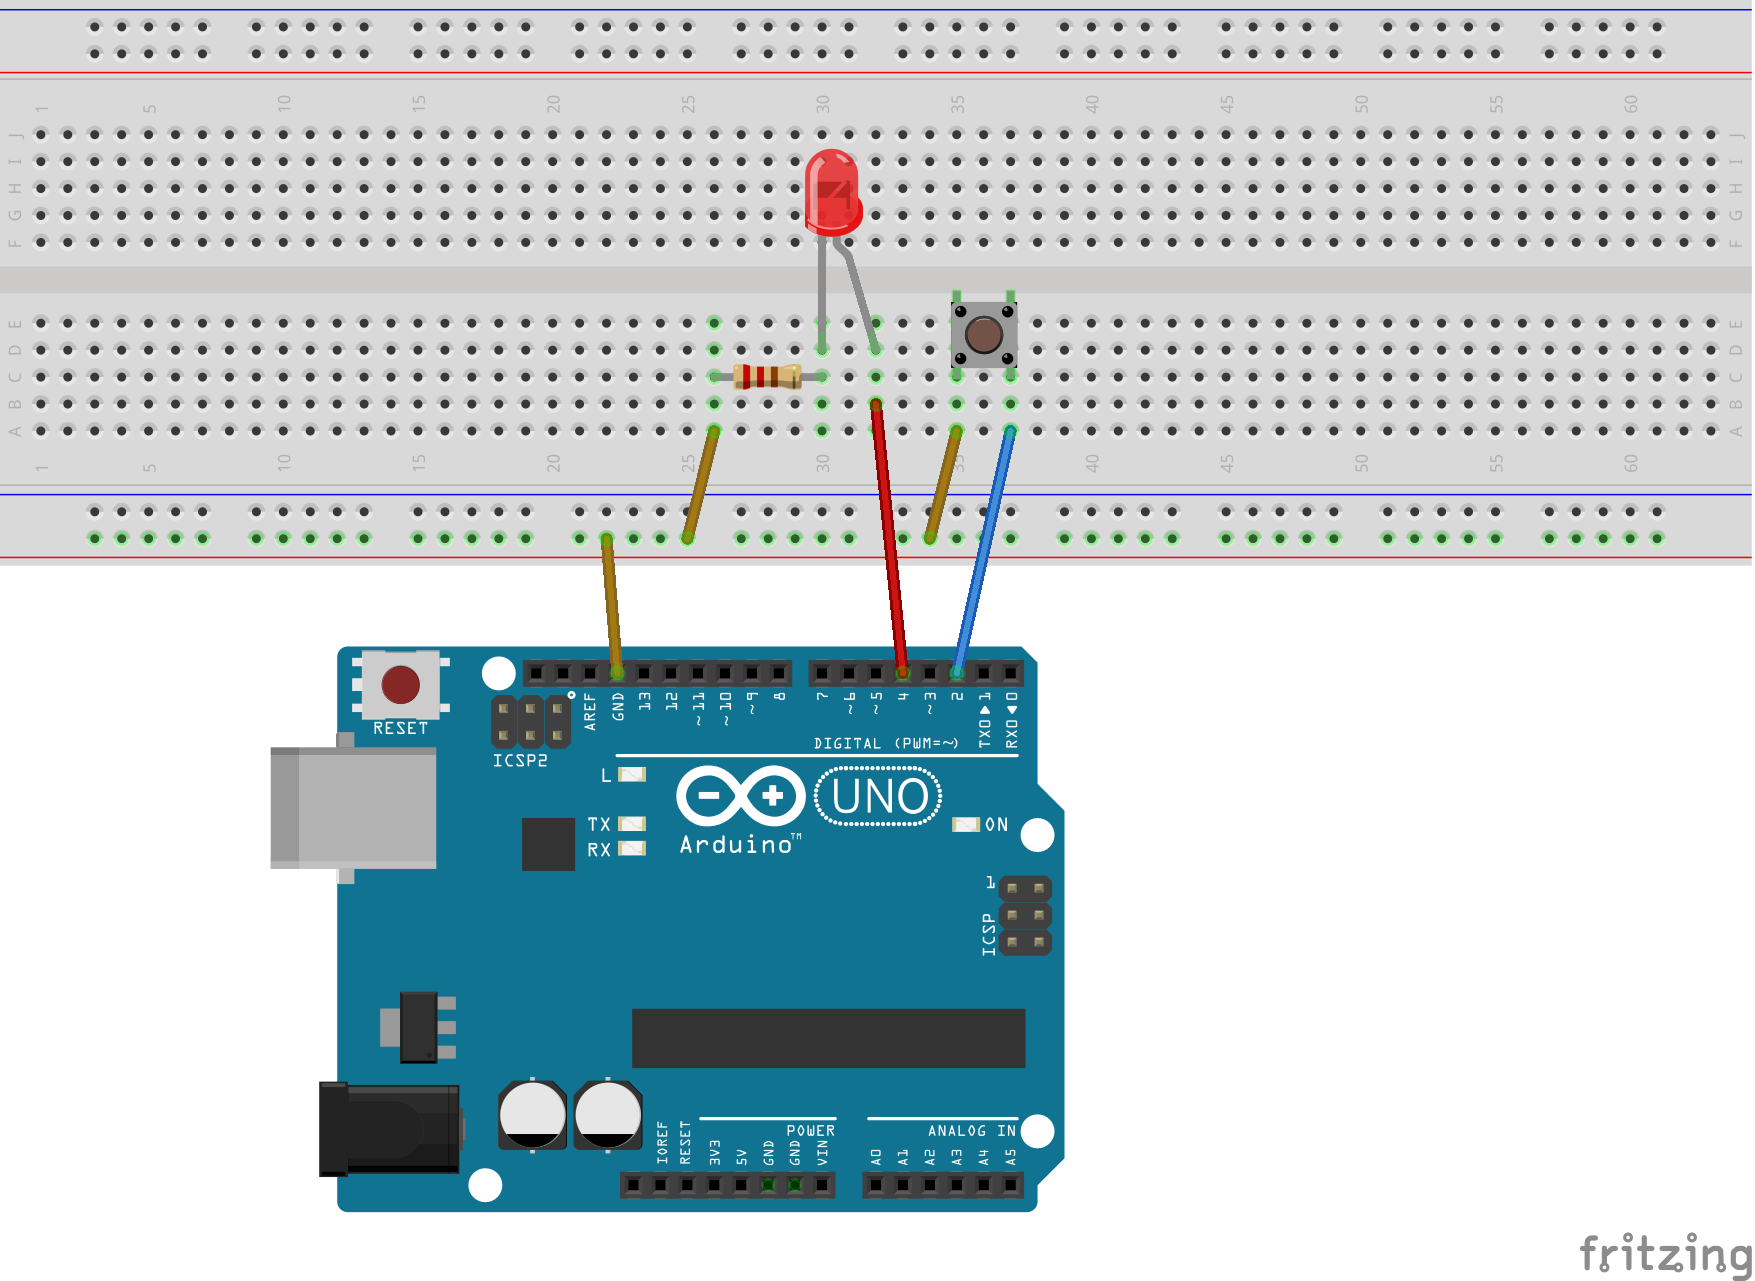 1 5 10 15 20 25 30 35 40 45 50 55 60
J J
I I
H H
G G
F F
E E
D D
C C
B B
A A
1 5 10 15 20 25 30 35 40 45 50 55 60
RESET
ICSP2
AREF GND 13 12 ~11 ~10 ~9 8 7 ~6 ~5 4 ~3 2 TX0▶1 RX0◀0
DIGITAL (PWM=~)
L
TX
RX
UNO
Arduino™
ON
1
ICSP
POWER
ANALOG IN
IOREF RESET 3V3 5V GND GND VIN A0 A1 A2 A3 A4 A5
fritzing